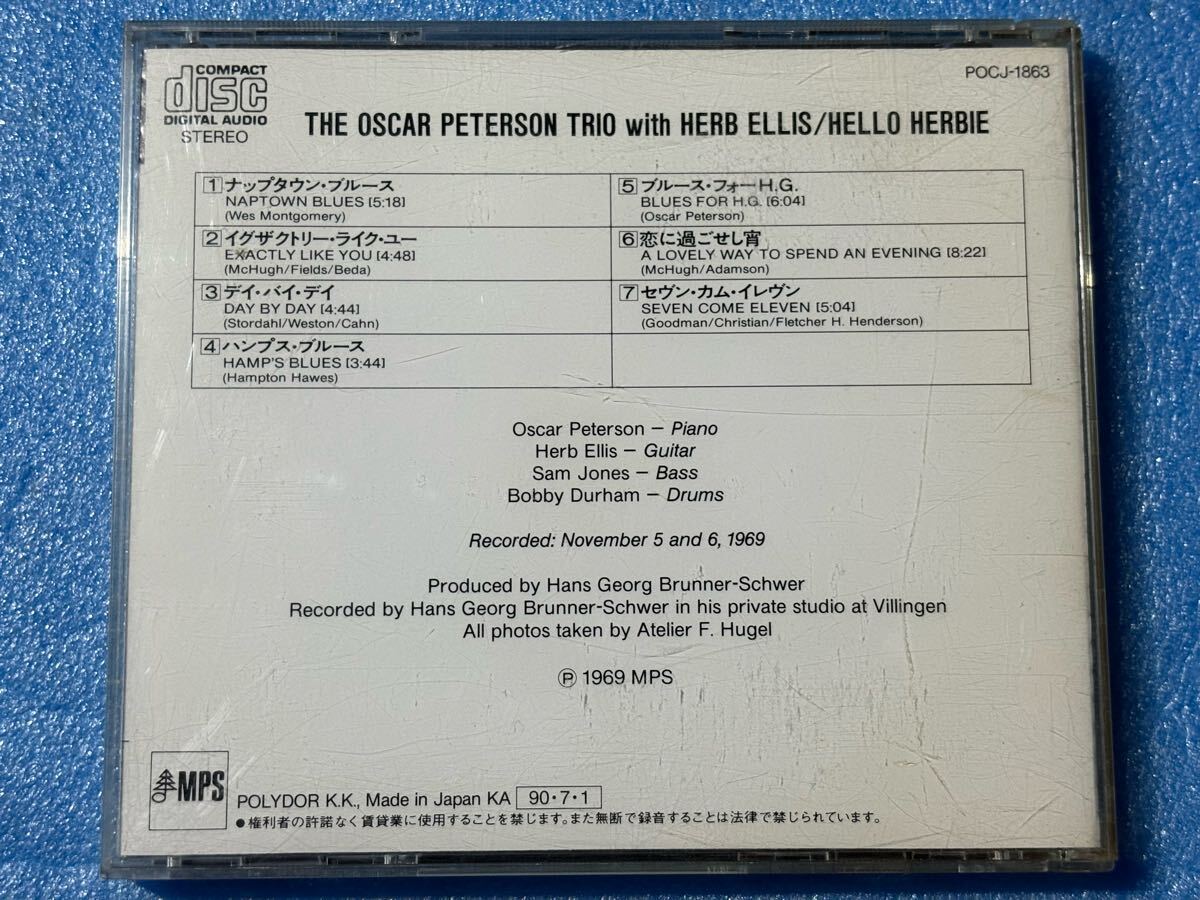 COMPACT
disc
DIGITAL AUDIO
STEREO
POCJ-1863
THE OSCAR PETERSON TRIO with HERB ELLIS/HELLO HERBIE
1 ナップタウン・ブルース
NAPTOWN BLUES [5:18]
(Wes Montgomery)
2 イグザクトリー・ライク・ユー
EXACTLY LIKE YOU [4:48]
(McHugh/Fields/Beda)
3 デイ・バイ・デイ
DAY BY DAY [4:44]
(Stordahl/Weston/Cahn)
4 ハンプス・ブルース
HAMP'S BLUES [3:44]
(Hampton Hawes)
5 ブルース・フォーH.G.
BLUES FOR H.G. [6:04]
(Oscar Peterson)
6 恋に過ごせし宵
A LOVELY WAY TO SPEND AN EVENING [8:22]
(McHugh/Adamson)
7 セヴン・カム・イレヴン
SEVEN COME ELEVEN [5:04]
(Goodman/Christian/Fletcher H. Henderson)
Oscar Peterson – Piano
Herb Ellis – Guitar
Sam Jones – Bass
Bobby Durham – Drums
Recorded: November 5 and 6, 1969
Produced by Hans Georg Brunner-Schwer
Recorded by Hans Georg Brunner-Schwer in his private studio at Villingen
All photos taken by Atelier F. Hugel
Ⓟ 1969 MPS
MPS
POLYDOR K.K., Made in Japan KA 90・7・1
●権利者の許諾なく賃貸業に使用することを禁じます。また無断で録音することは法律で禁じられています。